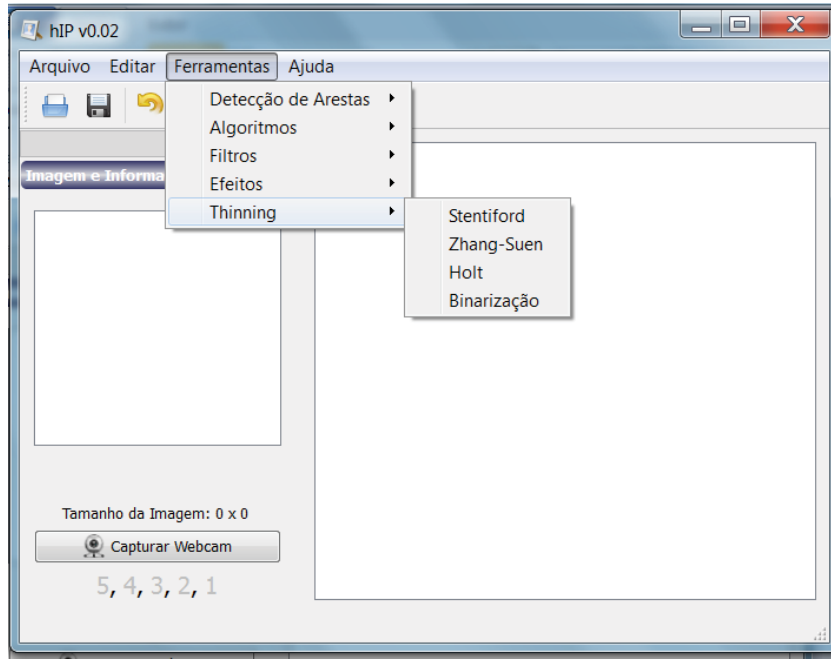 hIP v0.02
Arquivo Editar Ferramentas Ajuda
Detecção de Arestas
Algoritmos
Filtros
Efeitos
Thinning
Stentiford
Zhang-Suen
Holt
Binarização
Imagem e Informa
Tamanho da Imagem: 0 x 0
Capturar Webcam
5, 4, 3, 2, 1